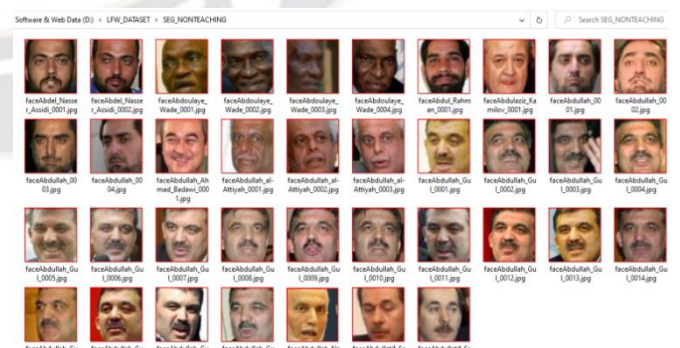 Software & Web Data (D:) > LFW_DATASET > SEG_NONTEACHING
Search SEG_NONTEACHING
faceAbdel_Nasse faceAbdel_Nasse faceAbdoulaye_ faceAbdoulaye_ faceAbdoulaye_ faceAbdoulaye_ faceAbdul_Rahm faceAbdulaziz_Ka faceAbdullah_00 faceAbdullah_00
r_Assidi_0001.jpg r_Assidi_0002.jpg Wade_0001.jpg Wade_0002.jpg Wade_0003.jpg Wade_0004.jpg an_0001.jpg milov_0001.jpg 01.jpg 02.jpg
faceAbdullah_00 faceAbdullah_00 faceAbdullah_Ah faceAbdullah_al- faceAbdullah_al- faceAbdullah_al- faceAbdullah_Gu faceAbdullah_Gu faceAbdullah_Gu faceAbdullah_Gu
03.jpg 04.jpg mad_Badawi_000 Attiyah_0001.jpg Attiyah_0002.jpg Attiyah_0003.jpg l_0001.jpg l_0002.jpg l_0003.jpg l_0004.jpg
1.jpg
faceAbdullah_Gu faceAbdullah_Gu faceAbdullah_Gu faceAbdullah_Gu faceAbdullah_Gu faceAbdullah_Gu faceAbdullah_Gu faceAbdullah_Gu faceAbdullah_Gu faceAbdullah_Gu
l_0005.jpg l_0006.jpg l_0007.jpg l_0008.jpg l_0009.jpg l_0010.jpg l_0011.jpg l_0012.jpg l_0013.jpg l_0014.jpg